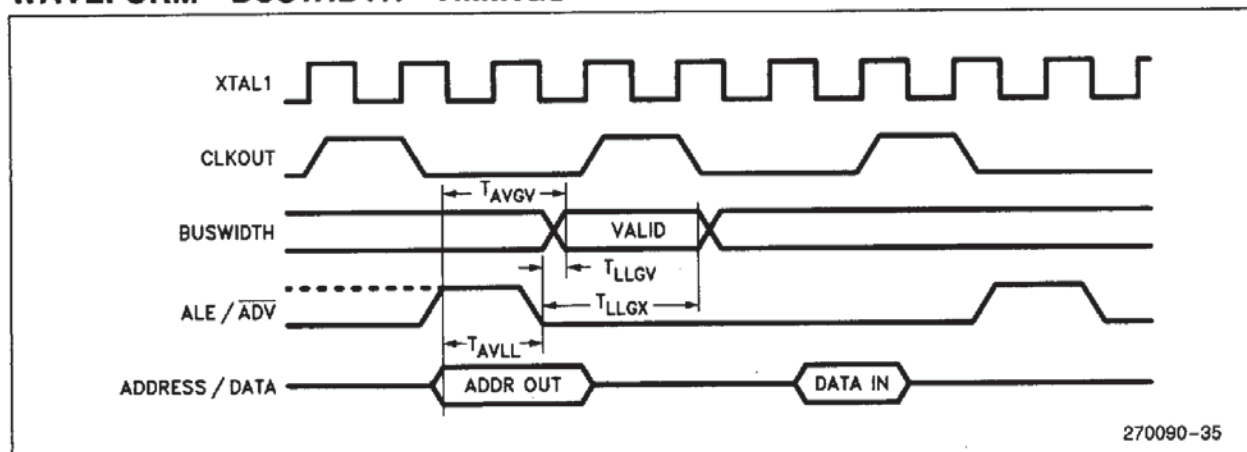 XTAL1
CLKOUT
TAVGV
BUSWIDTH
VALID
TLLGV
TLLGX
ALE / ADV
TAVLL
ADDRESS / DATA
ADDR OUT
DATA IN
270090-35